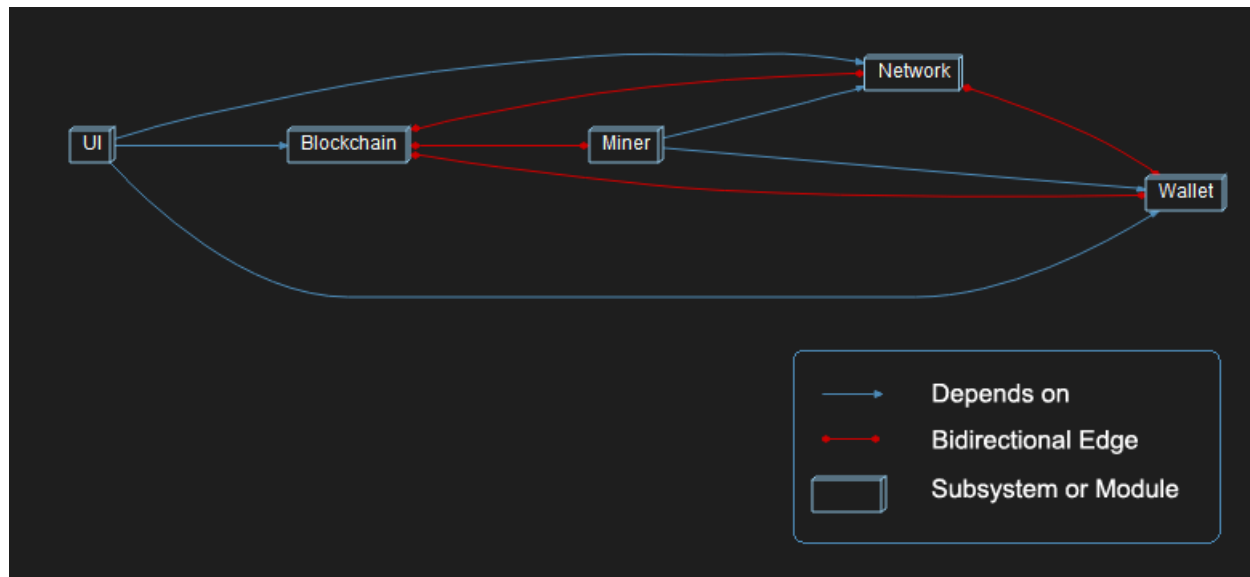 Network
UI
Blockchain
Miner
Wallet
Depends on
Bidirectional Edge
Subsystem or Module